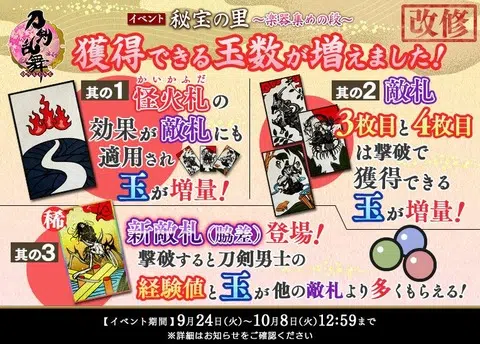 刀剣乱舞
イベント 秘宝の里 ～楽器集めの段～
改修
獲得できる玉数が増えました!
其の1 怪火札の
かいかふだ
効果が敵札にも
適用され
玉が増量!
其の2 敵札
3枚目と4枚目
は撃破で
獲得できる
玉が増量!
稀
其の3
新敵札(脇差)登場!
撃破すると刀剣男士の
経験値と玉が他の敵札より多くもらえる!
【イベント期間】9月24日(火)～10月8日(火)12:59まで
※詳細はお知らせをご確認ください